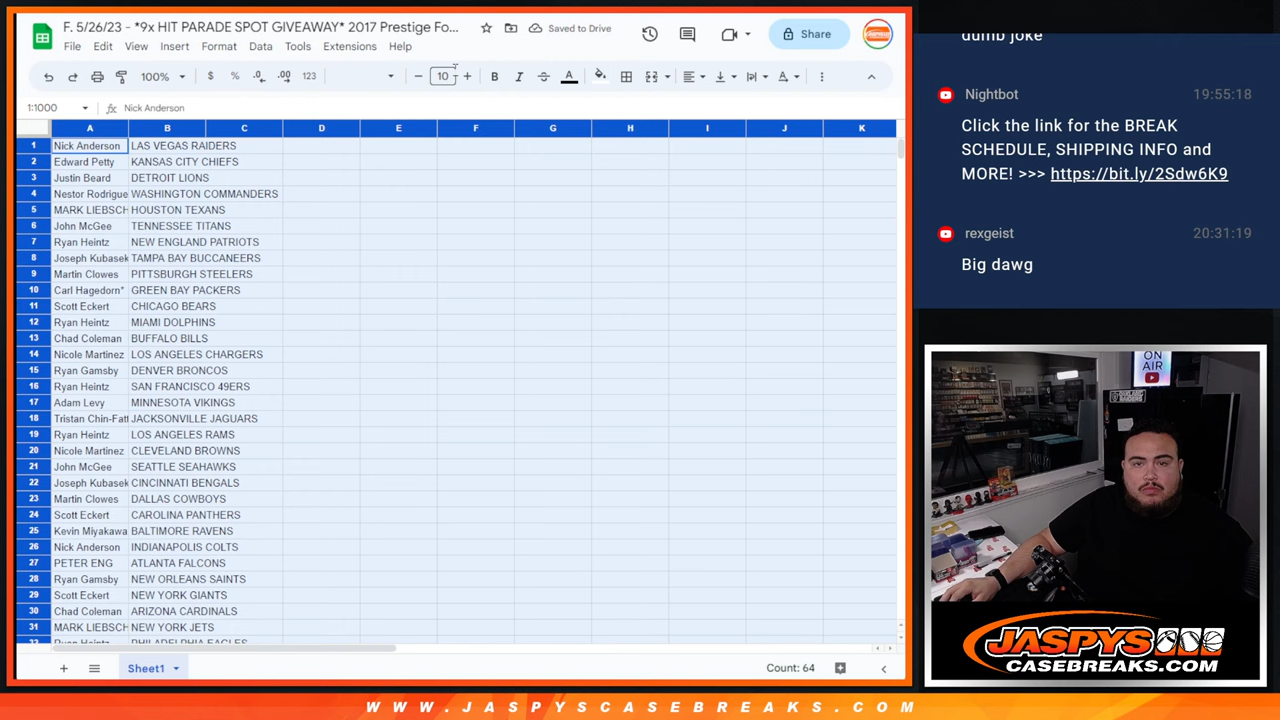 F. 5/26/23 - *9x HIT PARADE SPOT GIVEAWAY* 2017 Prestige Fo...
Saved to Drive
Share
File Edit View Insert Format Data Tools Extensions Help
100% $ % .0 .00 123 10 B I A
1:1000 fx Nick Anderson
A B C D E F G H I J K
1 Nick Anderson LAS VEGAS RAIDERS
2 Edward Petty KANSAS CITY CHIEFS
3 Justin Beard DETROIT LIONS
4 Nestor Rodrigue WASHINGTON COMMANDERS
5 MARK LIEBSCH HOUSTON TEXANS
6 John McGee TENNESSEE TITANS
7 Ryan Heintz NEW ENGLAND PATRIOTS
8 Joseph Kubasek TAMPA BAY BUCCANEERS
9 Martin Clowes PITTSBURGH STEELERS
10 Carl Hagedorn* GREEN BAY PACKERS
11 Scott Eckert CHICAGO BEARS
12 Ryan Heintz MIAMI DOLPHINS
13 Chad Coleman BUFFALO BILLS
14 Nicole Martinez LOS ANGELES CHARGERS
15 Ryan Gamsby DENVER BRONCOS
16 Ryan Heintz SAN FRANCISCO 49ERS
17 Adam Levy MINNESOTA VIKINGS
18 Tristan Chin-Fatt JACKSONVILLE JAGUARS
19 Ryan Heintz LOS ANGELES RAMS
20 Nicole Martinez CLEVELAND BROWNS
21 John McGee SEATTLE SEAHAWKS
22 Joseph Kubasek CINCINNATI BENGALS
23 Martin Clowes DALLAS COWBOYS
24 Scott Eckert CAROLINA PANTHERS
25 Kevin Miyakawa BALTIMORE RAVENS
26 Nick Anderson INDIANAPOLIS COLTS
27 PETER ENG ATLANTA FALCONS
28 Ryan Gamsby NEW ORLEANS SAINTS
29 Scott Eckert NEW YORK GIANTS
30 Chad Coleman ARIZONA CARDINALS
31 MARK LIEBSCH NEW YORK JETS
32 Ryan Heintz PHILADELPHIA EAGLES
Sheet1
Count: 64
dumb joke
Nightbot 19:55:18
Click the link for the BREAK
SCHEDULE, SHIPPING INFO and
MORE! >>> https://bit.ly/2Sdw6K9
rexgeist 20:31:19
Big dawg
ON
AIR
JASPYS
CASEBREAKS.COM
WWW.JASPYSCASEBREAKS.COM